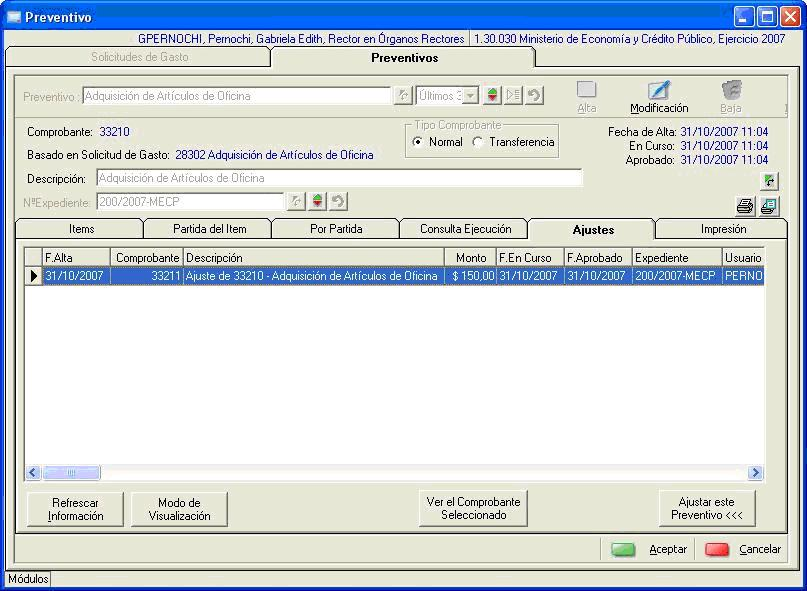 Preventivo
GPERNOCHI, Pernochi, Gabriela Edith, Rector en Órganos Rectores 1.30.030 Ministerio de Economía y Crédito Público, Ejercicio 2007
Solicitudes de Gasto Preventivos
Preventivo : Adquisición de Artículos de Oficina Últimos Alta Modificación Baja
Comprobante: 33210 Tipo Comprobante Fecha de Alta: 31/10/2007 11:04
Normal Transferencia En Curso: 31/10/2007 11:04
Basado en Solicitud de Gasto: 28302 Adquisición de Artículos de Oficina Aprobado: 31/10/2007 11:04
Descripción: Adquisición de Artículos de Oficina
NºExpediente: 200/2007-MECP
Items Partida del Item Por Partida Consulta Ejecución Ajustes Impresión
F.Alta Comprobante Descripción Monto F.En Curso F.Aprobado Expediente Usuario
31/10/2007 33211 Ajuste de 33210 - Adquisición de Artículos de Oficina $ 150,00 31/10/2007 31/10/2007 200/2007-MECP PERNO
Refrescar Información Modo de Visualización Ver el Comprobante Seleccionado Ajustar este Preventivo <<<
Aceptar Cancelar
Módulos